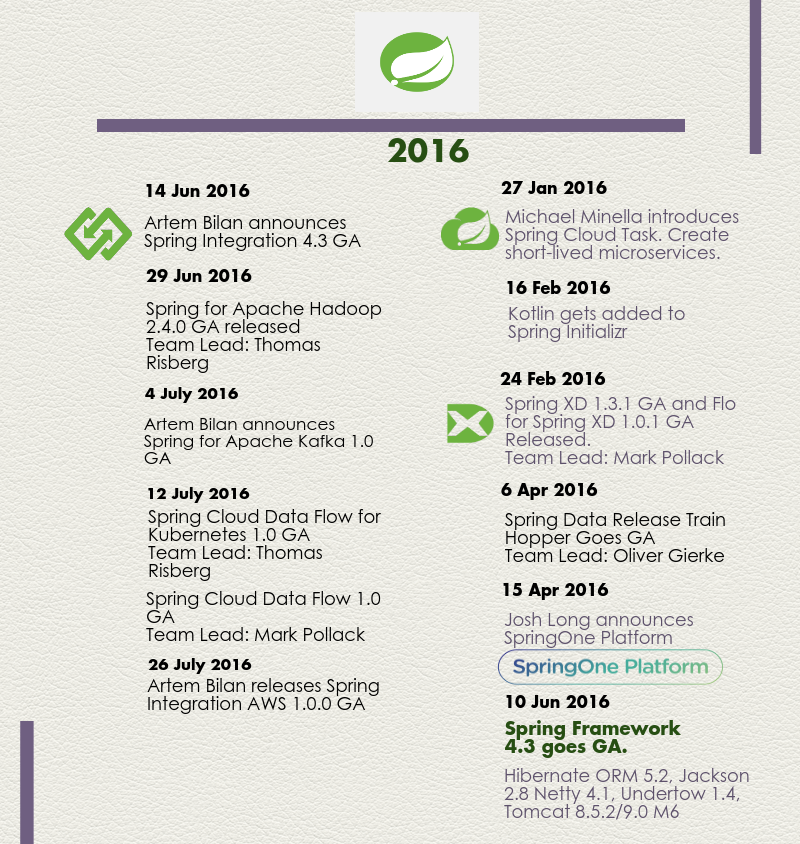 2016
14 Jun 2016
Artem Bilan announces
Spring Integration 4.3 GA
29 Jun 2016
Spring for Apache Hadoop
2.4.0 GA released
Team Lead: Thomas
Risberg
4 July 2016
Artem Bilan announces
Spring for Apache Kafka 1.0
GA
12 July 2016
Spring Cloud Data Flow for
Kubernetes 1.0 GA
Team Lead: Thomas
Risberg
Spring Cloud Data Flow 1.0
GA
Team Lead: Mark Pollack
26 July 2016
Artem Bilan releases Spring
Integration AWS 1.0.0 GA
27 Jan 2016
Michael Minella introduces
Spring Cloud Task. Create
short-lived microservices.
16 Feb 2016
Kotlin gets added to
Spring Initializr
24 Feb 2016
Spring XD 1.3.1 GA and Flo
for Spring XD 1.0.1 GA
Released.
Team Lead: Mark Pollack
6 Apr 2016
Spring Data Release Train
Hopper Goes GA
Team Lead: Oliver Gierke
15 Apr 2016
Josh Long announces
SpringOne Platform
SpringOne Platform
10 Jun 2016
Spring Framework
4.3 goes GA.
Hibernate ORM 5.2, Jackson
2.8 Netty 4.1, Undertow 1.4,
Tomcat 8.5.2/9.0 M6